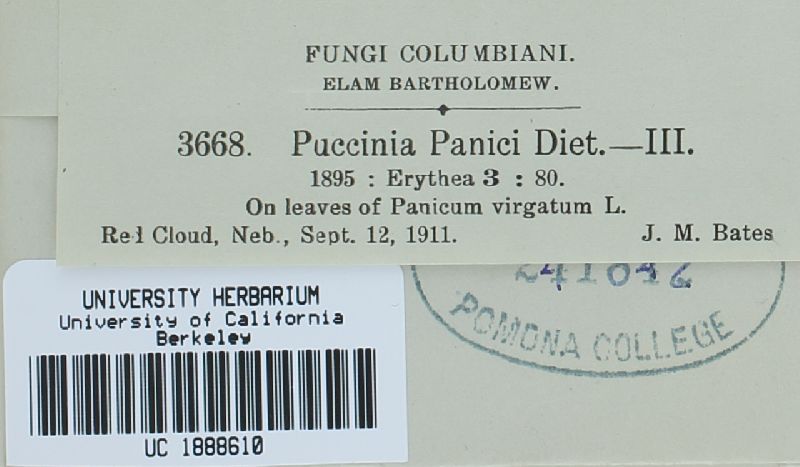 FUNGI COLUMBIANI.
ELAM BARTHOLOMEW.
3668. Puccinia Panici Diet.—III.
1895 : Erythea 3 : 80.
On leaves of Panicum virgatum L.
Red Cloud, Neb., Sept. 12, 1911. J. M. Bates
UNIVERSITY HERBARIUM
University of California
Berkeley
UC 1888610
POMONA COLLEGE